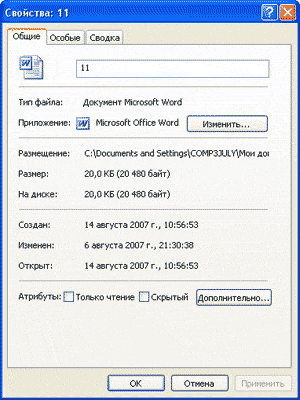 Свойства: 11
Общие Особые Сводка
11
Тип файла: Документ Microsoft Word
Приложение: Microsoft Office Word Изменить...
Размещение: C:\Documents and Settings\COMP3JULY\Мои до
Размер: 20,0 КБ (20 480 байт)
На диске: 20,0 КБ (20 480 байт)
Создан: 14 августа 2007 г., 10:56:53
Изменен: 6 августа 2007 г., 21:30:38
Открыт: 14 августа 2007 г., 10:56:53
Атрибуты: Только чтение Скрытый Дополнительно...
ОК Отмена Применить